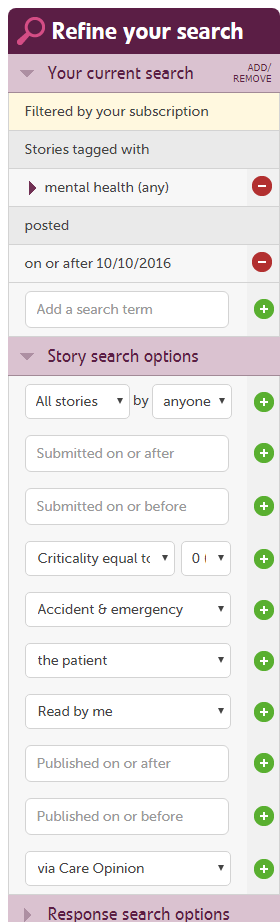 Refine your search
Your current search
ADD/
REMOVE
Filtered by your subscription
Stories tagged with
mental health (any)
posted
on or after 10/10/2016
Add a search term
Story search options
All stories by anyone
Submitted on or after
Submitted on or before
Criticality equal to 0 (
Accident & emergency
the patient
Read by me
Published on or after
Published on or before
via Care Opinion
Response search options